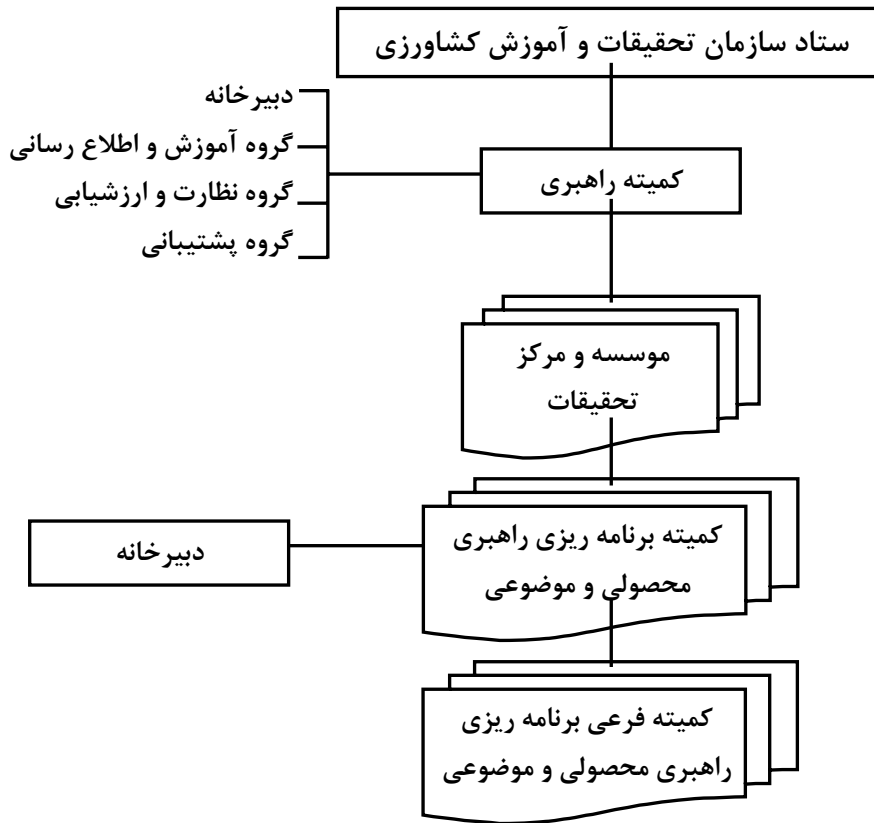 ستاد سازمان تحقیقات و آموزش کشاورزی
دبیرخانه
گروه آموزش و اطلاع رسانی
گروه نظارت و ارزشیابی
گروه پشتیبانی
کمیته راهبری
موسسه و مرکز
تحقیقات
کمیته برنامه ریزی راهبری
محصولی و موضوعی
دبیرخانه
کمیته فرعی برنامه ریزی
راهبری محصولی و موضوعی